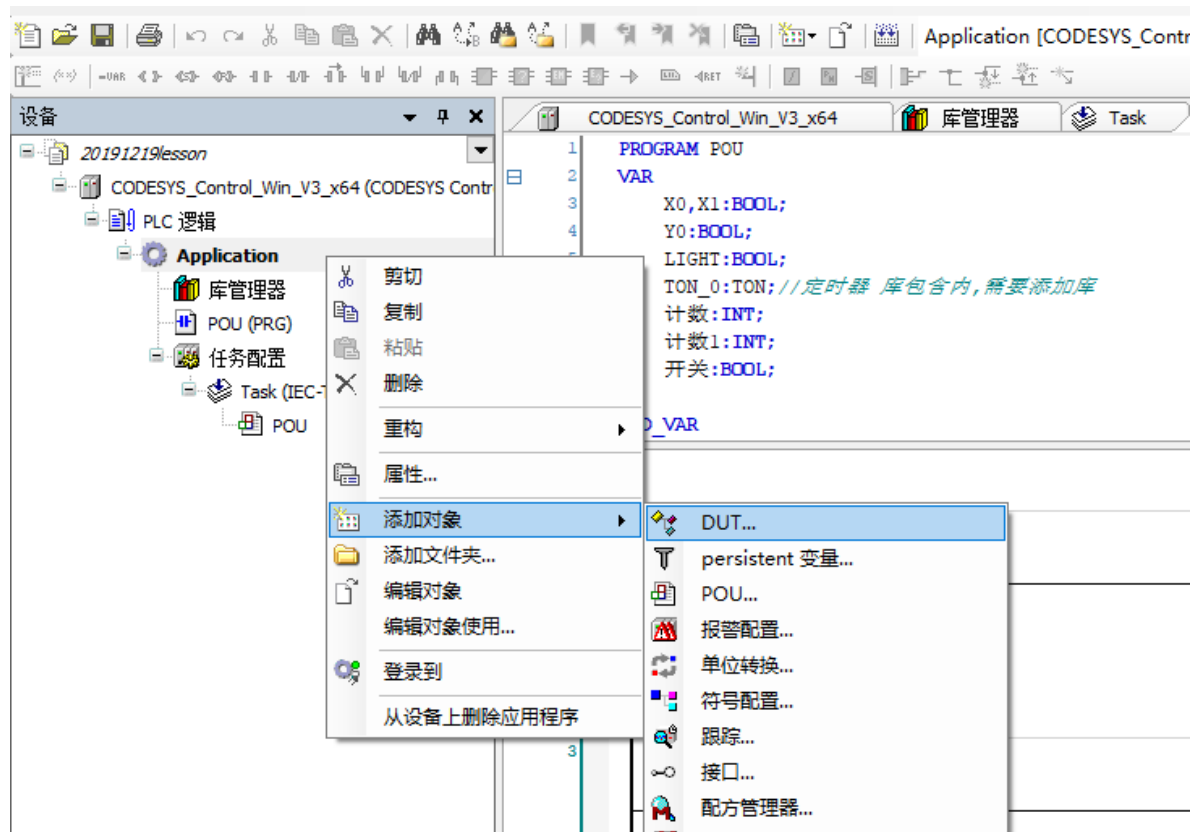 Application [CODESYS_Contr
设备
CODESYS_Control_Win_V3_x64
库管理器
Task
20191219lesson
CODESYS_Control_Win_V3_x64 (CODESYS Contr
PLC 逻辑
Application
库管理器
POU (PRG)
任务配置
Task (IEC-T
POU
1 PROGRAM POU
2 VAR
3 X0,X1:BOOL;
4 Y0:BOOL;
LIGHT:BOOL;
TON_0:TON;//定时器 库包含内,需要添加库
计数:INT;
计数1:INT;
开关:BOOL;
D_VAR
剪切
复制
粘贴
删除
重构
属性...
添加对象
添加文件夹...
编辑对象
编辑对象使用...
登录到
从设备上删除应用程序
DUT...
persistent 变量...
POU...
报警配置...
单位转换...
符号配置...
跟踪...
接口...
配方管理器...
3